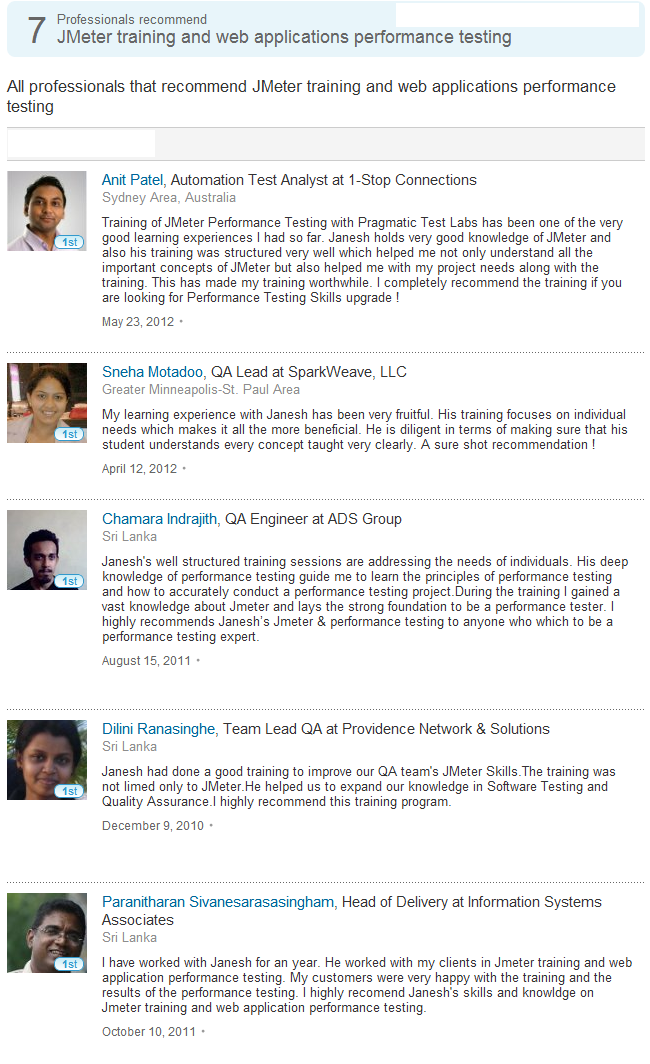 7 Professionals recommend
JMeter training and web applications performance testing
All professionals that recommend JMeter training and web applications performance
testing
Anit Patel, Automation Test Analyst at 1-Stop Connections
Sydney Area, Australia
1st
Training of JMeter Performance Testing with Pragmatic Test Labs has been one of the very
good learning experiences I had so far. Janesh holds very good knowledge of JMeter and
also his training was structured very well which helped me not only understand all the
important concepts of JMeter but also helped me with my project needs along with the
training. This has made my training worthwhile. I completely recommend the training if you
are looking for Performance Testing Skills upgrade !
May 23, 2012 •
Sneha Motadoo, QA Lead at SparkWeave, LLC
Greater Minneapolis-St. Paul Area
1st
My learning experience with Janesh has been very fruitful. His training focuses on individual
needs which makes it all the more beneficial. He is diligent in terms of making sure that his
student understands every concept taught very clearly. A sure shot recommendation !
April 12, 2012 •
Chamara Indrajith, QA Engineer at ADS Group
Sri Lanka
1st
Janesh's well structured training sessions are addressing the needs of individuals. His deep
knowledge of performance testing guide me to learn the principles of performance testing
and how to accurately conduct a performance testing project.During the training I gained a
vast knowledge about Jmeter and lays the strong foundation to be a performance tester. I
highly recommends Janesh's Jmeter & performance testing to anyone who which to be a
performance testing expert.
August 15, 2011 •
Dilini Ranasinghe, Team Lead QA at Providence Network & Solutions
Sri Lanka
1st
Janesh had done a good training to improve our QA team's JMeter Skills.The training was
not limed only to JMeter.He helped us to expand our knowledge in Software Testing and
Quality Assurance.I highly recommend this training program.
December 9, 2010 •
Paranitharan Sivanesarasasingham, Head of Delivery at Information Systems
Associates
Sri Lanka
1st
I have worked with Janesh for an year. He worked with my clients in Jmeter training and web
application performance testing. My customers were very happy with the training and the
results of the performance testing. I highly recomend Janesh's skills and knowldge on
Jmeter training and web application performance testing.
October 10, 2011 •